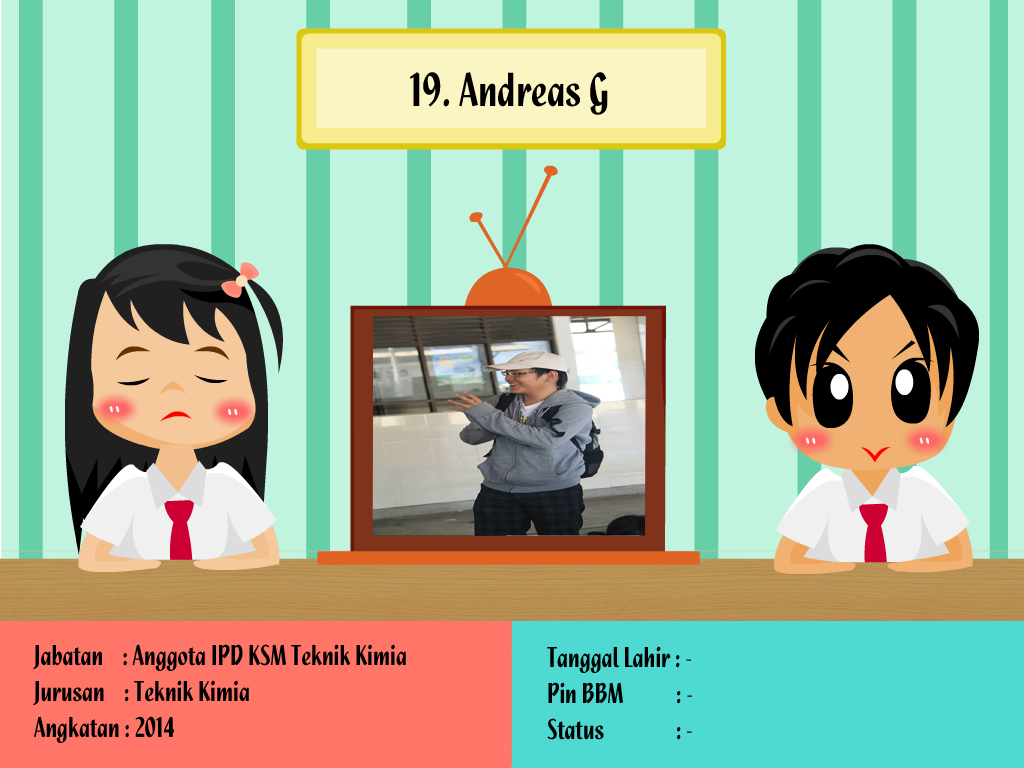 19. Andreas G
Jabatan : Anggota IPD KSM Teknik Kimia
Jurusan : Teknik Kimia
Angkatan : 2014
Tanggal Lahir : -
Pin BBM : -
Status : -